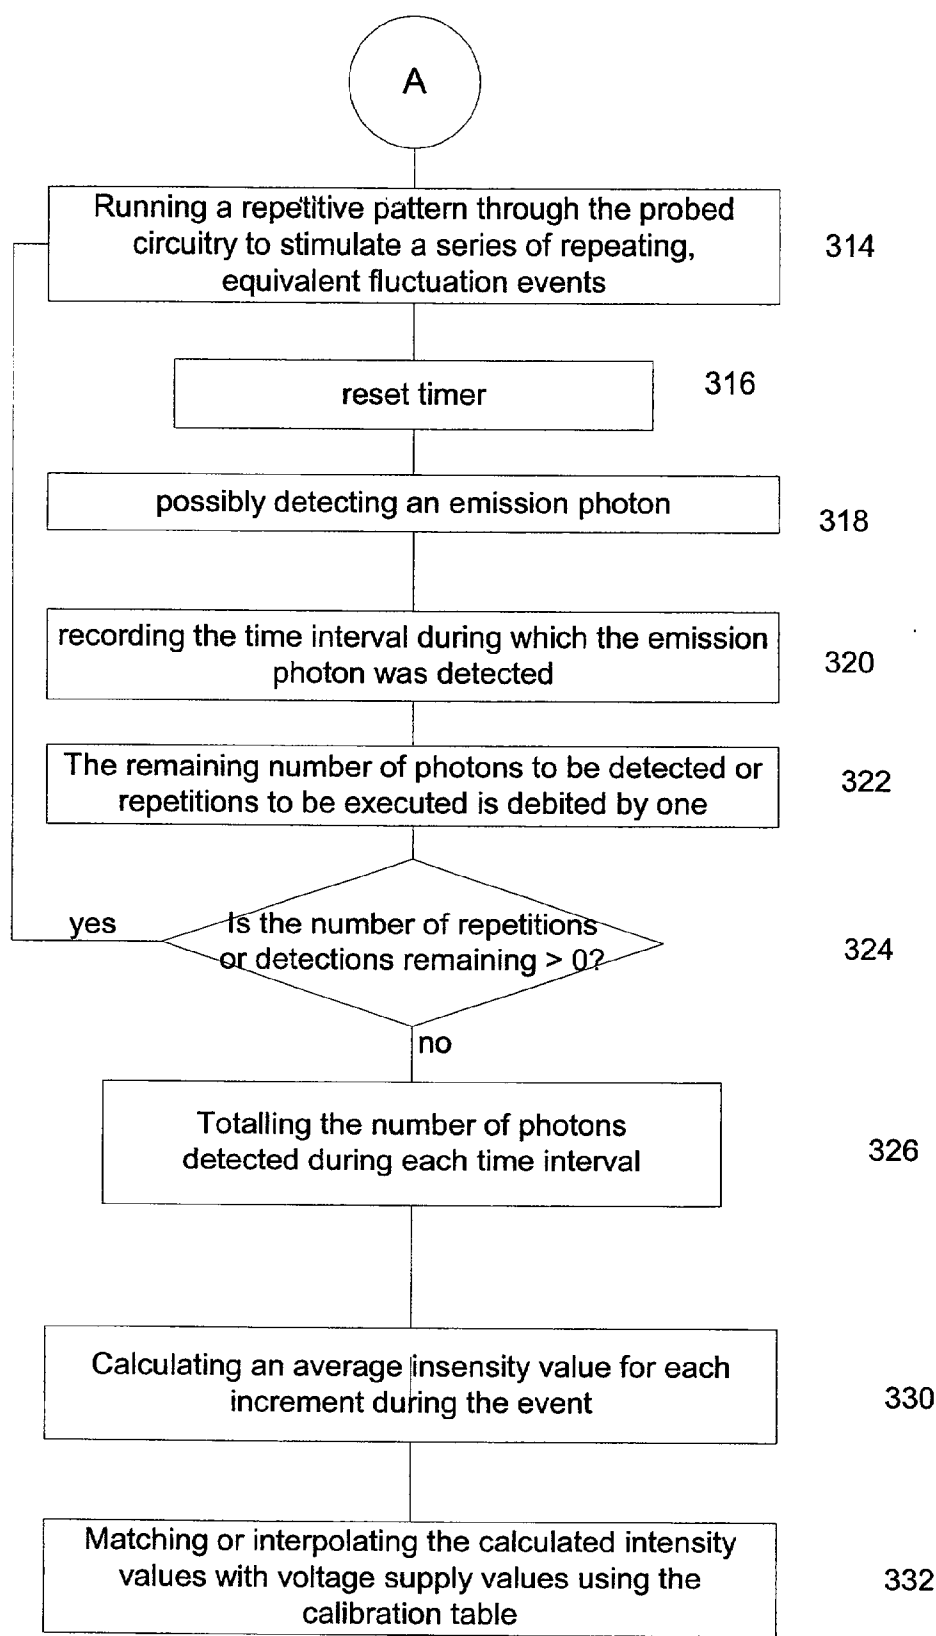 A
Running a repetitive pattern through the probed
circuitry to stimulate a series of repeating,
equivalent fluctuation events
314
reset timer
316
possibly detecting an emission photon
318
recording the time interval during which the emission
photon was detected
320
The remaining number of photons to be detected or
repetitions to be executed is debited by one
322
Is the number of repetitions
or detections remaining > 0?
324
yes
no
Totalling the number of photons
detected during each time interval
326
Calculating an average insensity value for each
increment during the event
330
Matching or interpolating the calculated intensity
values with voltage supply values using the
calibration table
332